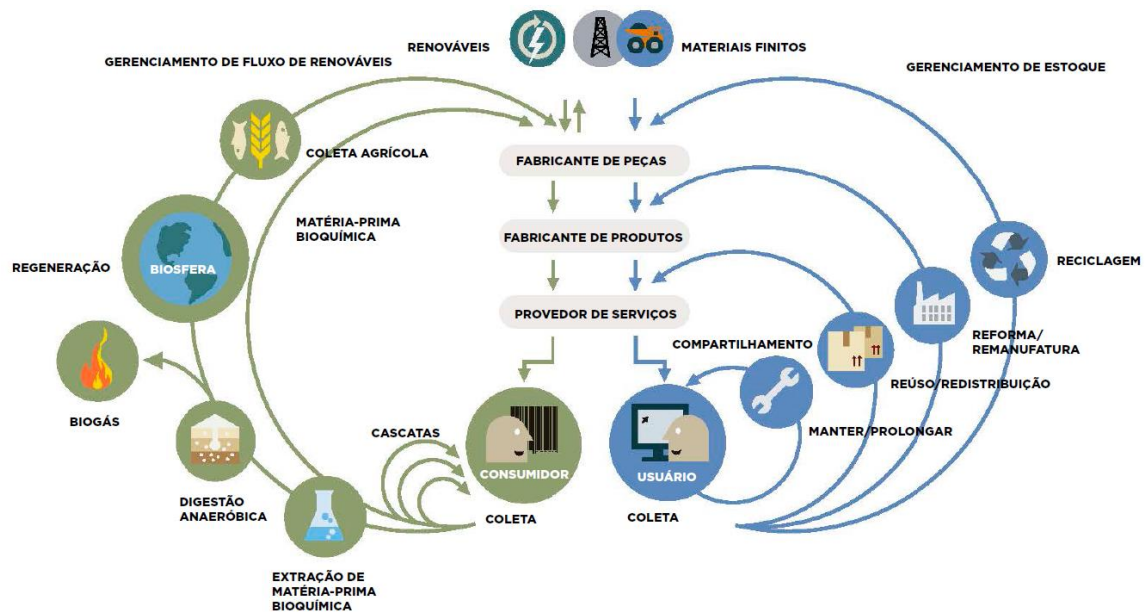 RENOVÁVEIS
MATERIAIS FINITOS
GERENCIAMENTO DE FLUXO DE RENOVÁVEIS
GERENCIAMENTO DE ESTOQUE
COLETA AGRÍCOLA
FABRICANTE DE PEÇAS
MATÉRIA-PRIMA
BIOQUÍMICA
FABRICANTE DE PRODUTOS
REGENERAÇÃO
BIOSFERA
RECICLAGEM
PROVEDOR DE SERVIÇOS
COMPARTILHAMENTO
REFORMA/
REMANUFATURA
REÚSO/REDISTRIBUIÇÃO
BIOGÁS
CASCATAS
MANTER/PROLONGAR
CONSUMIDOR
USUÁRIO
DIGESTÃO
ANAERÓBICA
COLETA
COLETA
EXTRAÇÃO DE
MATÉRIA-PRIMA
BIOQUÍMICA